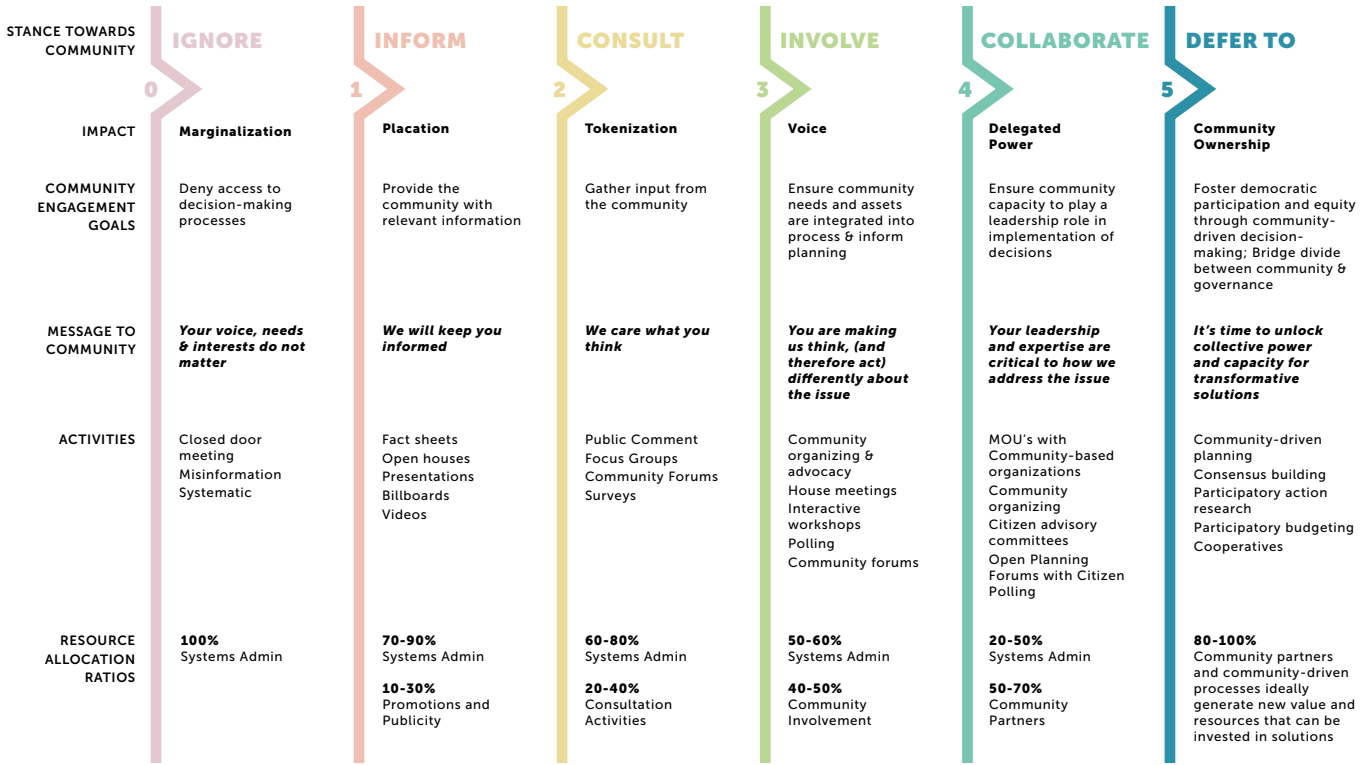 STANCE TOWARDS
COMMUNITY
IGNORE
INFORM
CONSULT
INVOLVE
COLLABORATE
DEFER TO
0
1
2
3
4
5
IMPACT
Marginalization
Placation
Tokenization
Voice
Delegated
Power
Community
Ownership
COMMUNITY
ENGAGEMENT
GOALS
Deny access to
decision-making
processes
Provide the
community with
relevant information
Gather input from
the community
Ensure community
needs and assets
are integrated into
process & inform
planning
Ensure community
capacity to play a
leadership role in
implementation of
decisions
Foster democratic
participation and equity
through community-
driven decision-
making; Bridge divide
between community &
governance
MESSAGE TO
COMMUNITY
Your voice, needs
& interests do not
matter
We will keep you
informed
We care what you
think
You are making
us think, (and
therefore act)
differently about
the issue
Your leadership
and expertise are
critical to how we
address the issue
It’s time to unlock
collective power
and capacity for
transformative
solutions
ACTIVITIES
Closed door
meeting
Misinformation
Systematic
Fact sheets
Open houses
Presentations
Billboards
Videos
Public Comment
Focus Groups
Community Forums
Surveys
Community
organizing &
advocacy
House meetings
Interactive
workshops
Polling
Community forums
MOU’s with
Community-based
organizations
Community
organizing
Citizen advisory
committees
Open Planning
Forums with Citizen
Polling
Community-driven
planning
Consensus building
Participatory action
research
Participatory budgeting
Cooperatives
RESOURCE
ALLOCATION
RATIOS
100%
Systems Admin
70-90%
Systems Admin
10-30%
Promotions and
Publicity
60-80%
Systems Admin
20-40%
Consultation
Activities
50-60%
Systems Admin
40-50%
Community
Involvement
20-50%
Systems Admin
50-70%
Community
Partners
80-100%
Community partners
and community-driven
processes ideally
generate new value and
resources that can be
invested in solutions